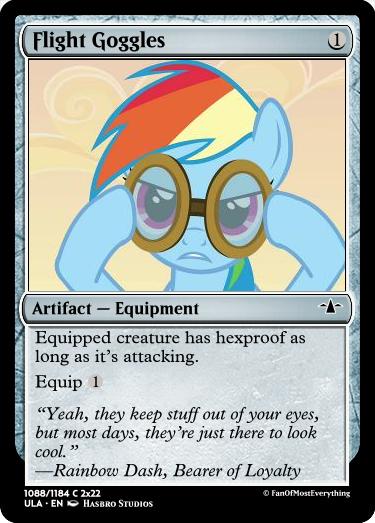 Flight Goggles 1
Artifact — Equipment
Equipped creature has hexproof as
long as it's attacking.
Equip 1
“Yeah, they keep stuff out of your eyes,
but most days, they're just there to look
cool.”
—Rainbow Dash, Bearer of Loyalty
1088/1184 C 2x22
ULA • EN Hasbro Studios
© FanOfMostEverything